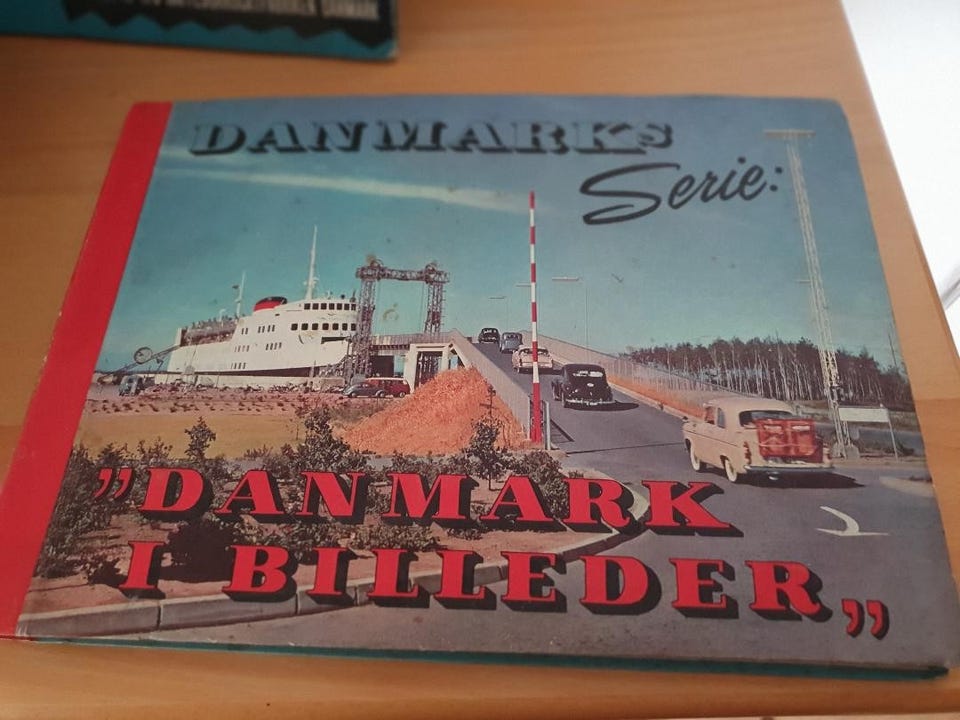 DANMARKS
Serie:
"DANMARK
I BILLEDER"